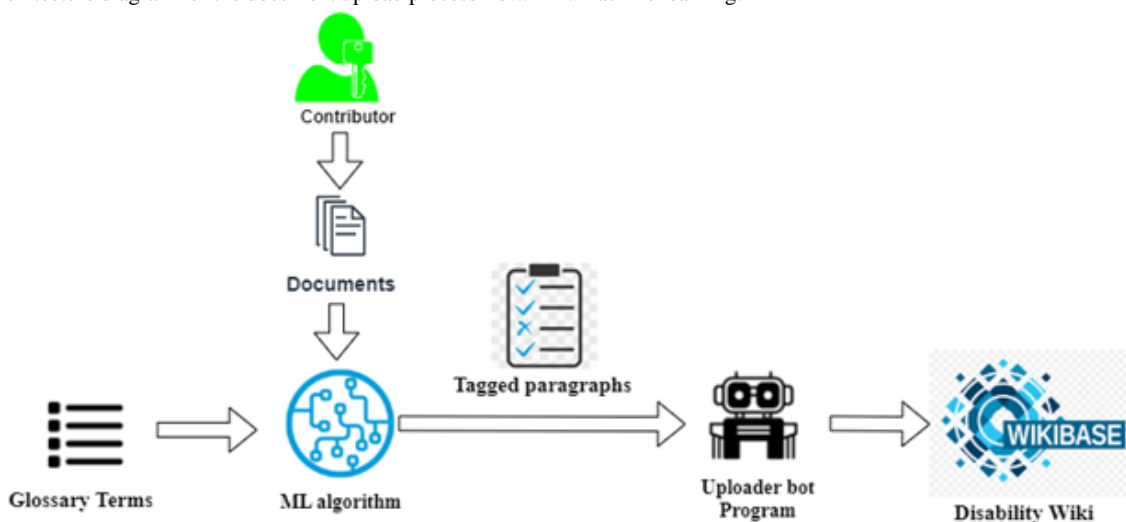 Contributor
Documents
Tagged paragraphs
Glossary Terms
ML algorithm
Uploader bot
Program
WIKIBASE
Disability Wiki